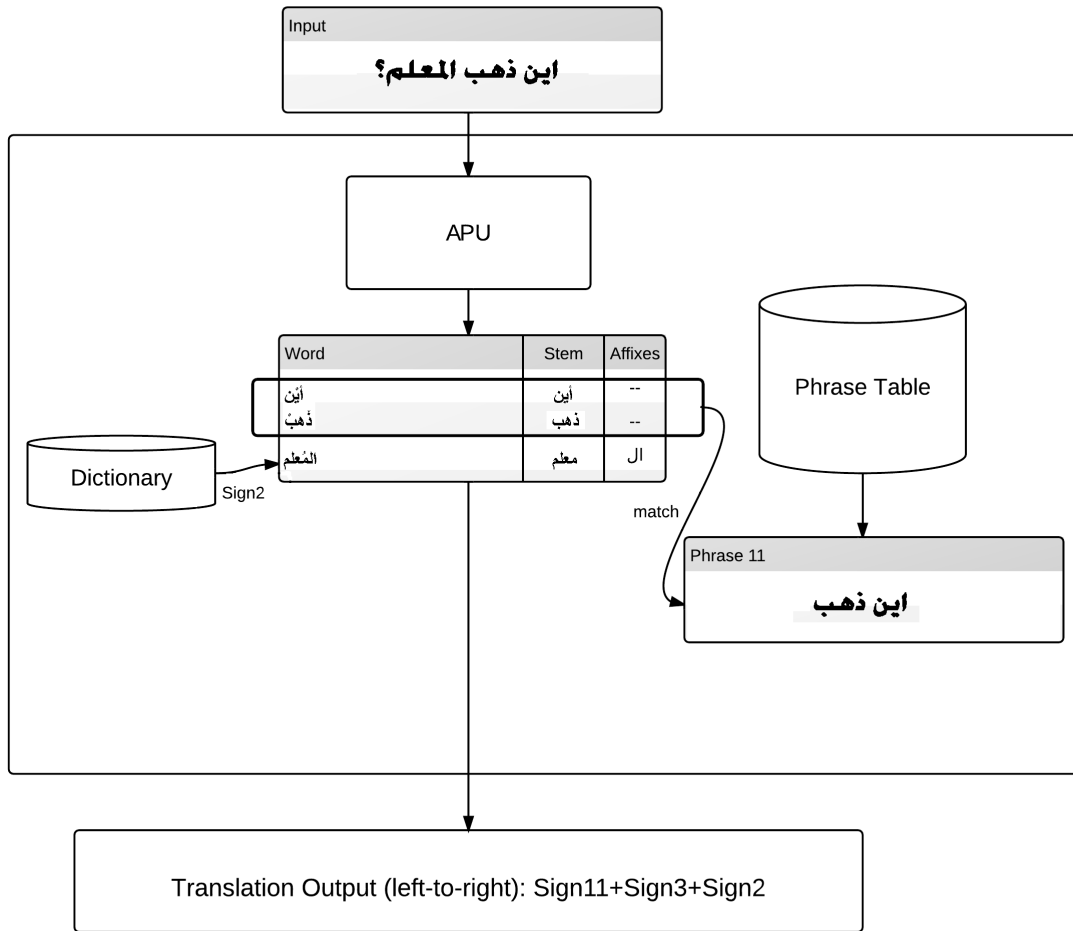 Input
اين ذهب المعلم؟
APU
Word Stem Affixes
أيْن أين --
ذَهبْ ذهب --
المُعلم معلم ال
Dictionary
Sign2
Phrase Table
match
Phrase 11
اين ذهب
Translation Output (left-to-right): Sign11+Sign3+Sign2